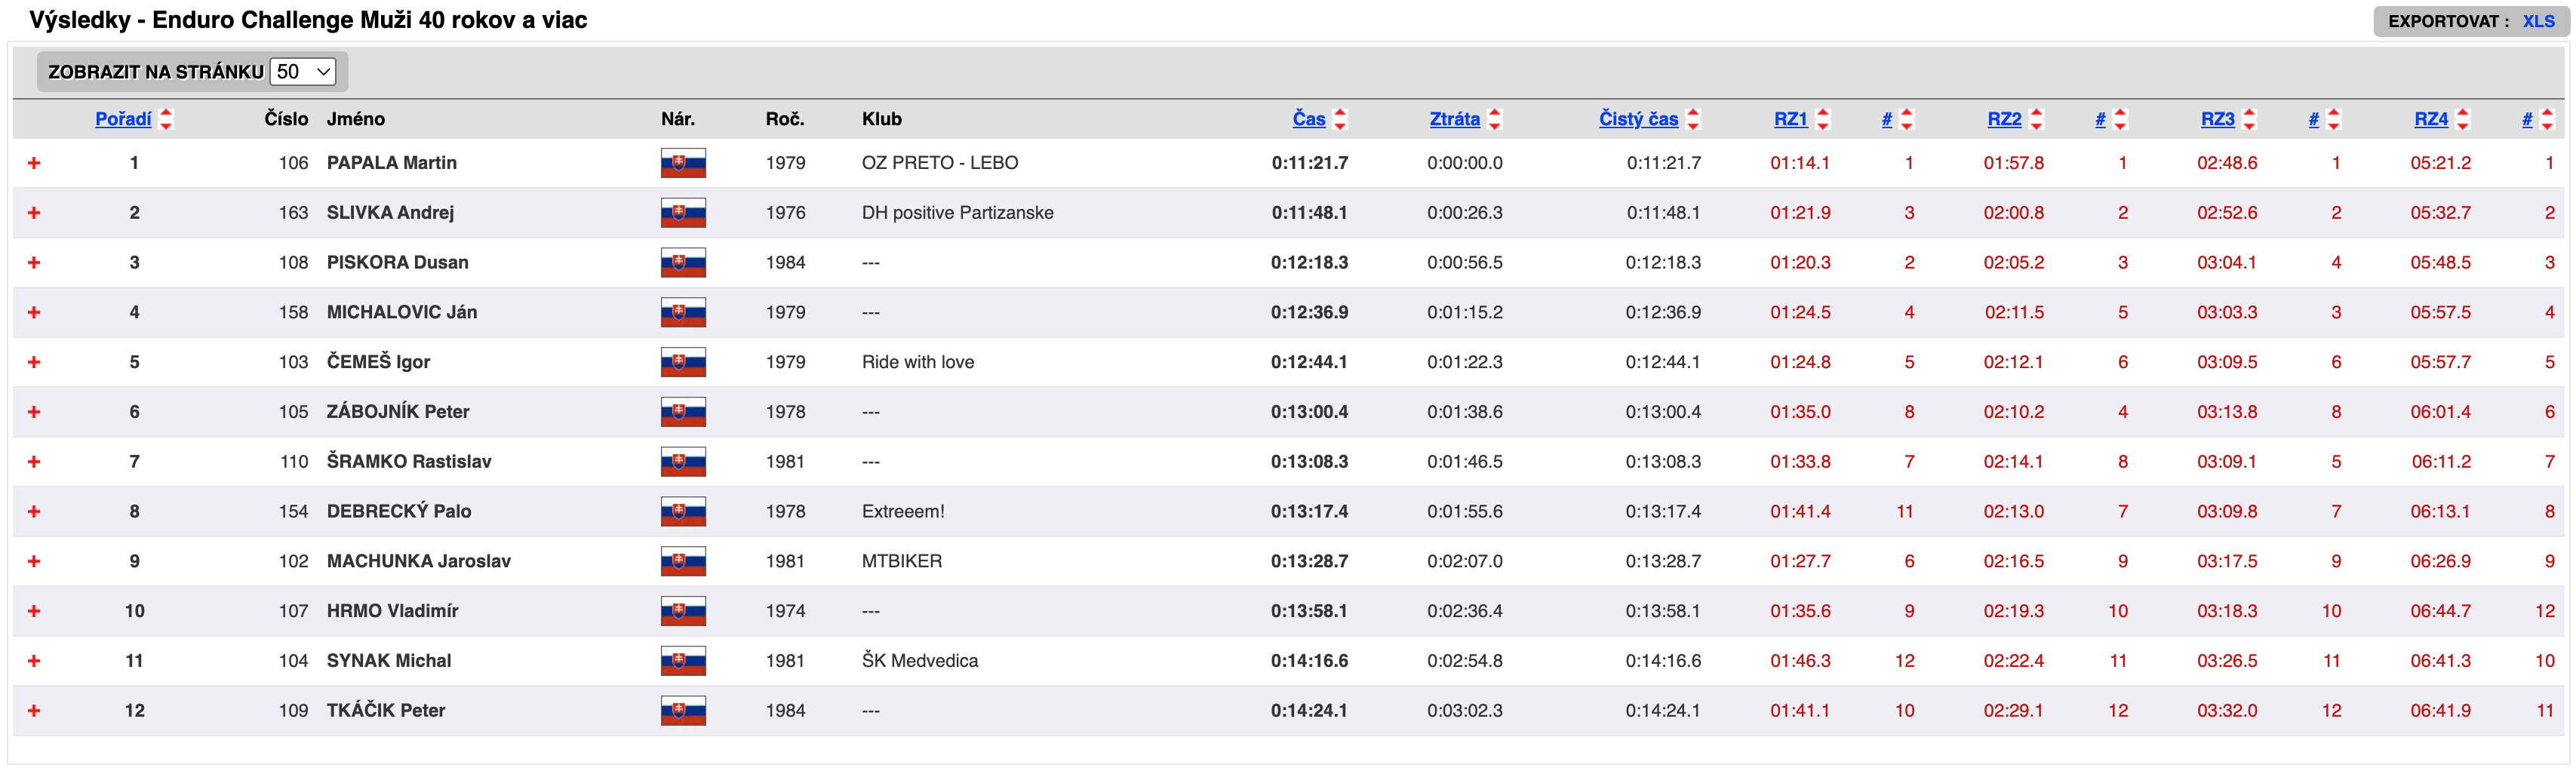 Výsledky - Enduro Challenge Muži 40 rokov a viac EXPORTOVAT : XLS
ZOBRAZIT NA STRÁNKU 50
Pořadí Číslo Jméno Nár. Roč. Klub Čas Ztráta Čistý čas RZ1 # RZ2 # RZ3 # RZ4 #
+ 1 106 PAPALA Martin 1979 OZ PRETO - LEBO 0:11:21.7 0:00:00.0 0:11:21.7 01:14.1 1 01:57.8 1 02:48.6 1 05:21.2 1
+ 2 163 SLIVKA Andrej 1976 DH positive Partizanske 0:11:48.1 0:00:26.3 0:11:48.1 01:21.9 3 02:00.8 2 02:52.6 2 05:32.7 2
+ 3 108 PISKORA Dusan 1984 --- 0:12:18.3 0:00:56.5 0:12:18.3 01:20.3 2 02:05.2 3 03:04.1 4 05:48.5 3
+ 4 158 MICHALOVIC Ján 1979 --- 0:12:36.9 0:01:15.2 0:12:36.9 01:24.5 4 02:11.5 5 03:03.3 3 05:57.5 4
+ 5 103 ČEMEŠ Igor 1979 Ride with love 0:12:44.1 0:01:22.3 0:12:44.1 01:24.8 5 02:12.1 6 03:09.5 6 05:57.7 5
+ 6 105 ZÁBOJNÍK Peter 1978 --- 0:13:00.4 0:01:38.6 0:13:00.4 01:35.0 8 02:10.2 4 03:13.8 8 06:01.4 6
+ 7 110 ŠRAMKO Rastislav 1981 --- 0:13:08.3 0:01:46.5 0:13:08.3 01:33.8 7 02:14.1 8 03:09.1 5 06:11.2 7
+ 8 154 DEBRECKÝ Palo 1978 Extreeem! 0:13:17.4 0:01:55.6 0:13:17.4 01:41.4 11 02:13.0 7 03:09.8 7 06:13.1 8
+ 9 102 MACHUNKA Jaroslav 1981 MTBIKER 0:13:28.7 0:02:07.0 0:13:28.7 01:27.7 6 02:16.5 9 03:17.5 9 06:26.9 9
+ 10 107 HRMO Vladimír 1974 --- 0:13:58.1 0:02:36.4 0:13:58.1 01:35.6 9 02:19.3 10 03:18.3 10 06:44.7 12
+ 11 104 SYNAK Michal 1981 ŠK Medvedica 0:14:16.6 0:02:54.8 0:14:16.6 01:46.3 12 02:22.4 11 03:26.5 11 06:41.3 10
+ 12 109 TKÁČIK Peter 1984 --- 0:14:24.1 0:03:02.3 0:14:24.1 01:41.1 10 02:29.1 12 03:32.0 12 06:41.9 11